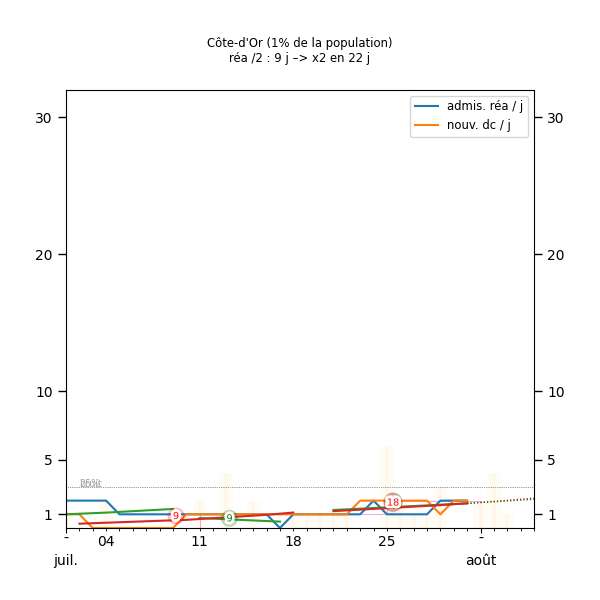 Côte-d'Or (1% de la population)
réa /2 : 9 j –> x2 en 22 j
admis. réa / j
nouv. dc / j
30 30
20 20
10 10
5 5
1 1
9 9 18
- 04 11 18 25 -
juil. août